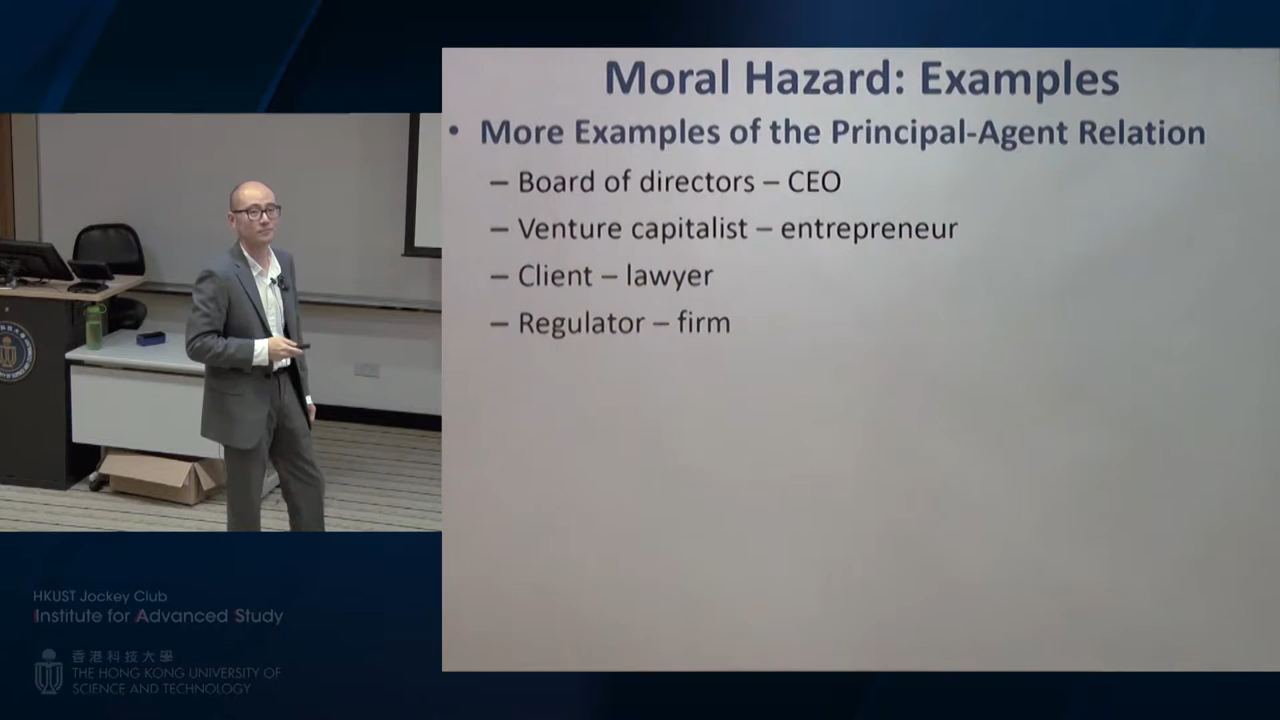 Moral Hazard: Examples
• More Examples of the Principal-Agent Relation
– Board of directors – CEO
– Venture capitalist – entrepreneur
– Client – lawyer
– Regulator – firm
HKUST Jockey Club
Institute for Advanced Study
香港科技大學
THE HONG KONG UNIVERSITY OF
SCIENCE AND TECHNOLOGY